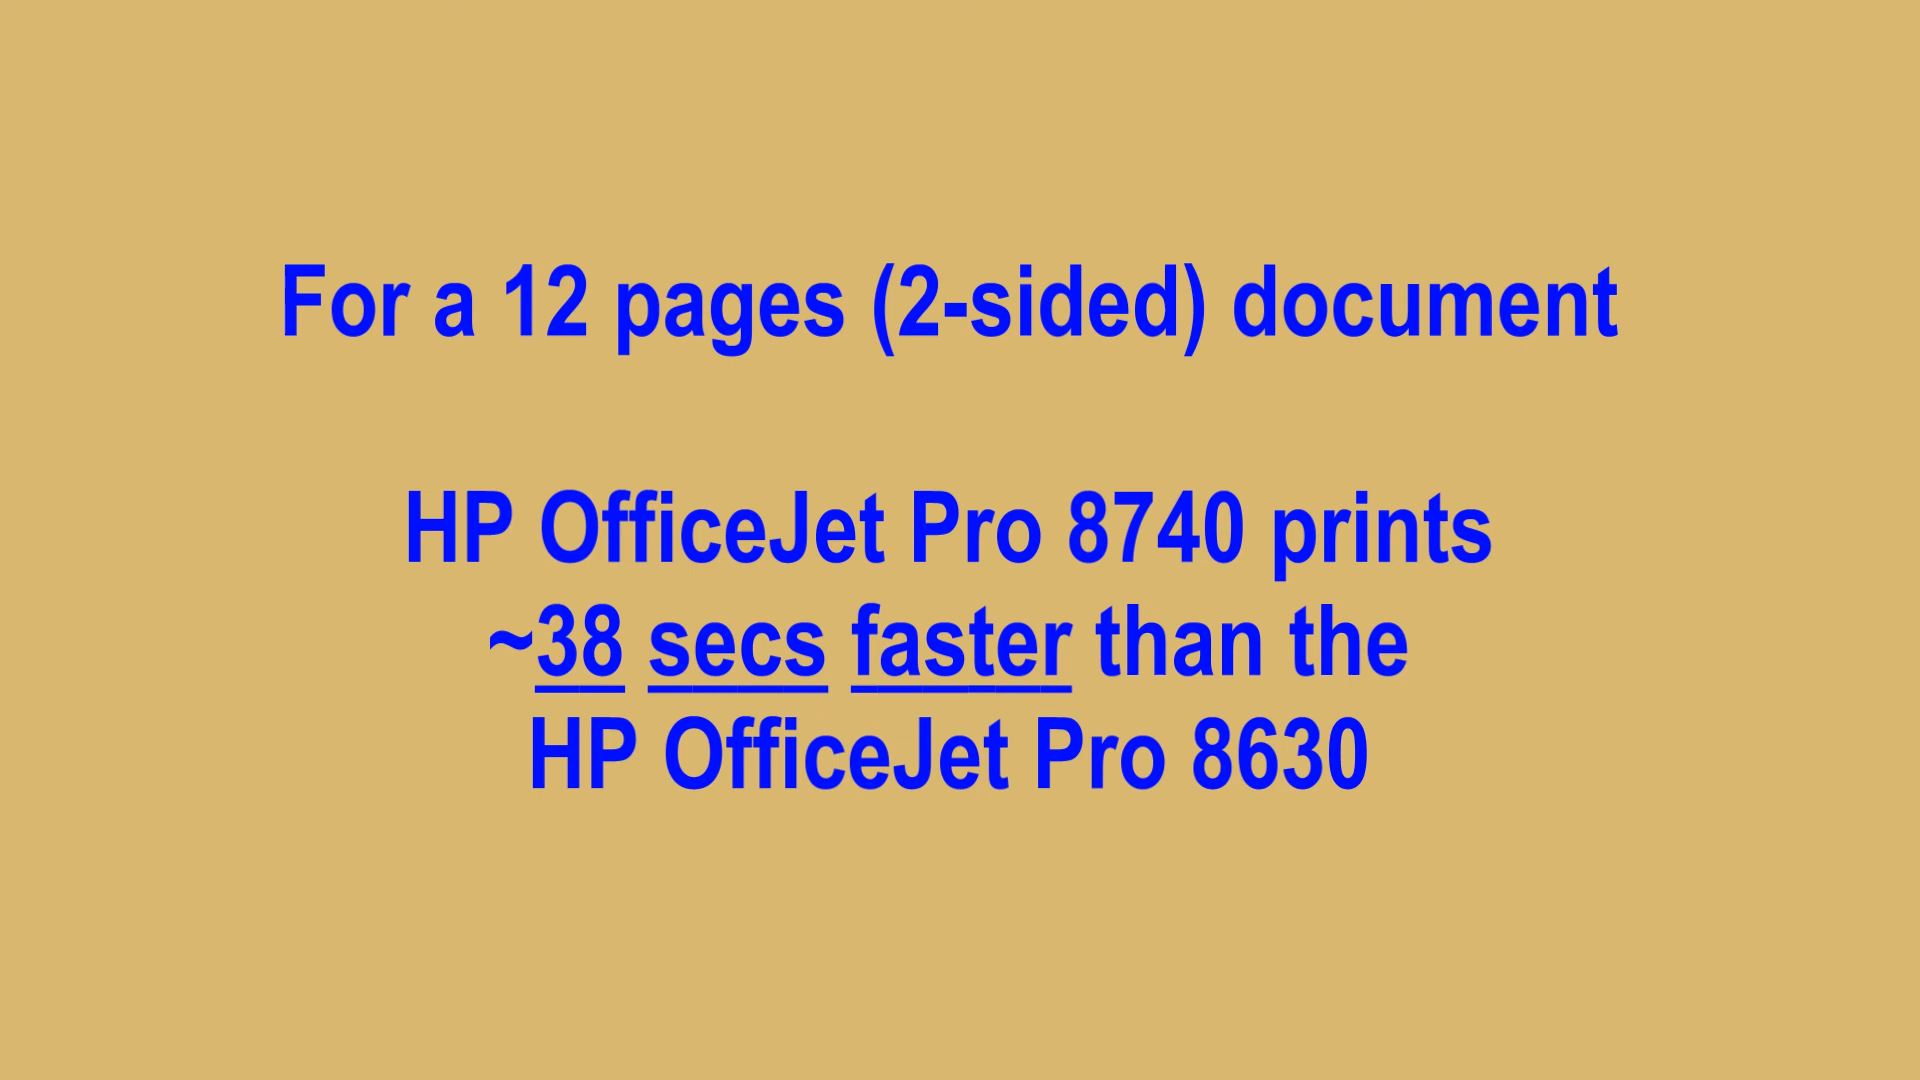 For a 12 pages (2-sided) document
HP OfficeJet Pro 8740 prints
~38 secs faster than the
HP OfficeJet Pro 8630